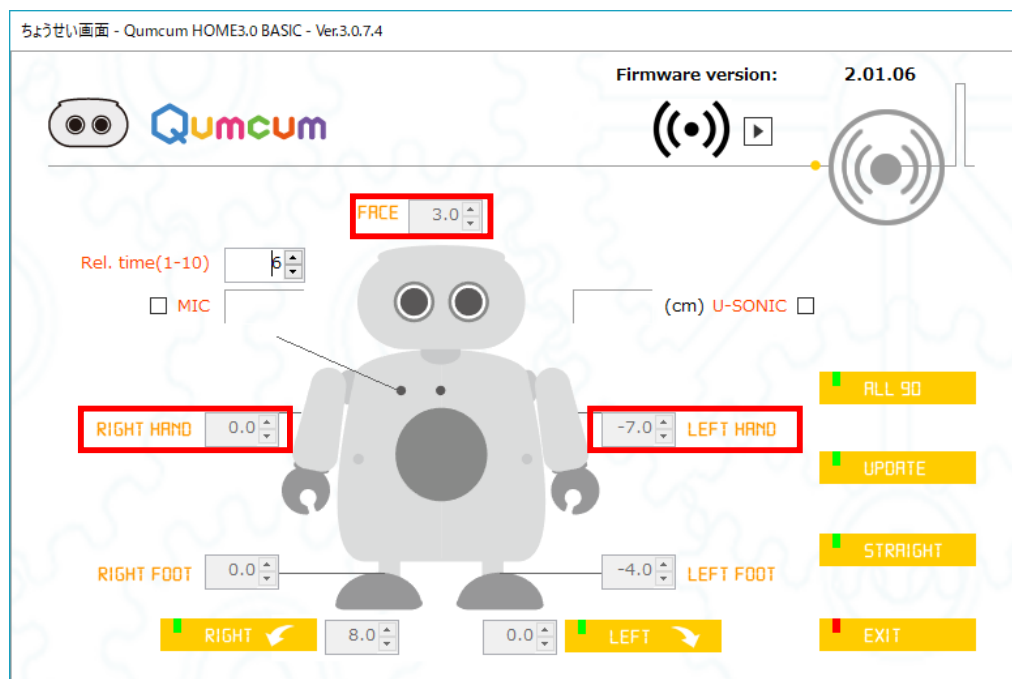 ちょうせい画面 - Qumcum HOME3.0 BASIC - Ver.3.0.7.4
Firmware version: 2.01.06
Qumcum
FACE 3.0
Rel. time(1-10) 6
MIC
(cm) U-SONIC
ALL 90
RIGHT HAND 0.0
-7.0 LEFT HAND
UPDATE
STRAIGHT
RIGHT FOOT 0.0
-4.0 LEFT FOOT
RIGHT 8.0
0.0 LEFT
EXIT